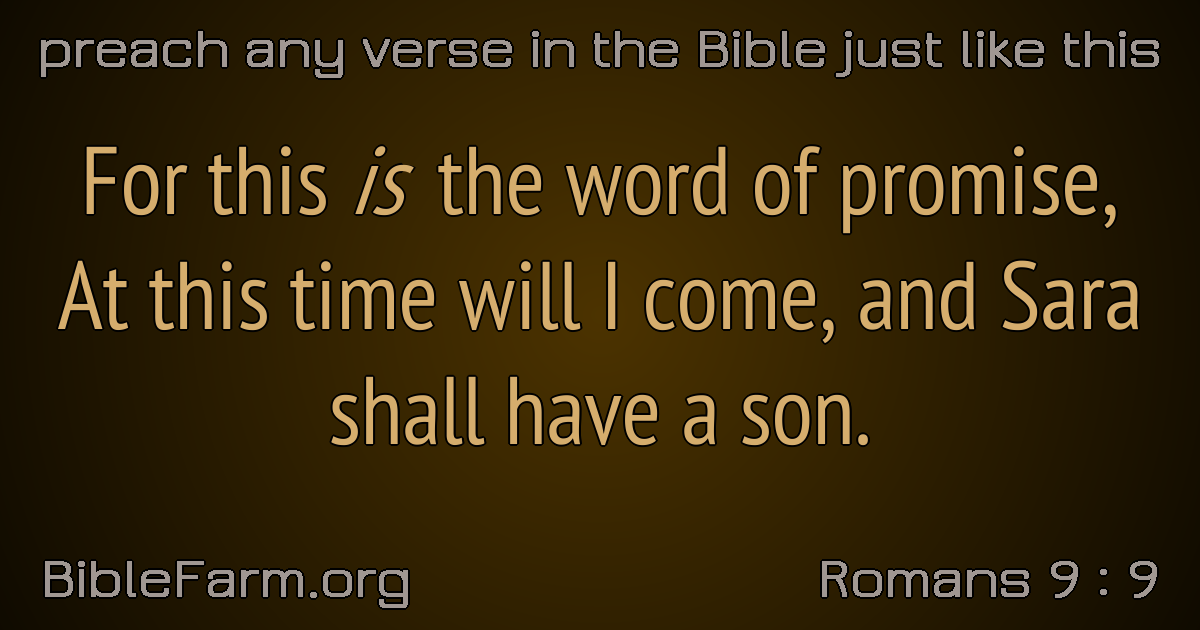 preach any verse in the Bible just like this
For this is the word of promise,
At this time will I come, and Sara
shall have a son.
BibleFarm.org
Romans 9 : 9